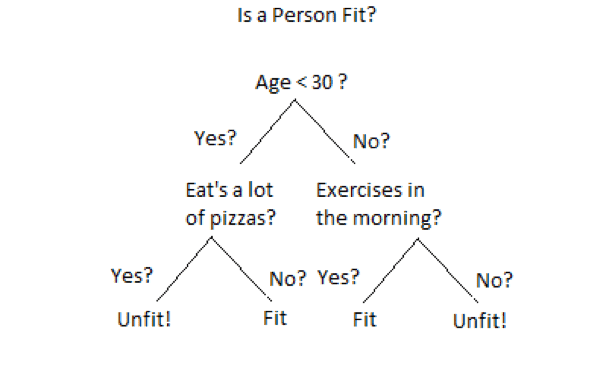 Is a Person Fit?
Age < 30 ?
Yes?
No?
Eat's a lot
of pizzas?
Exercises in
the morning?
Yes?
No?
Yes?
No?
Unfit!
Fit
Fit
Unfit!